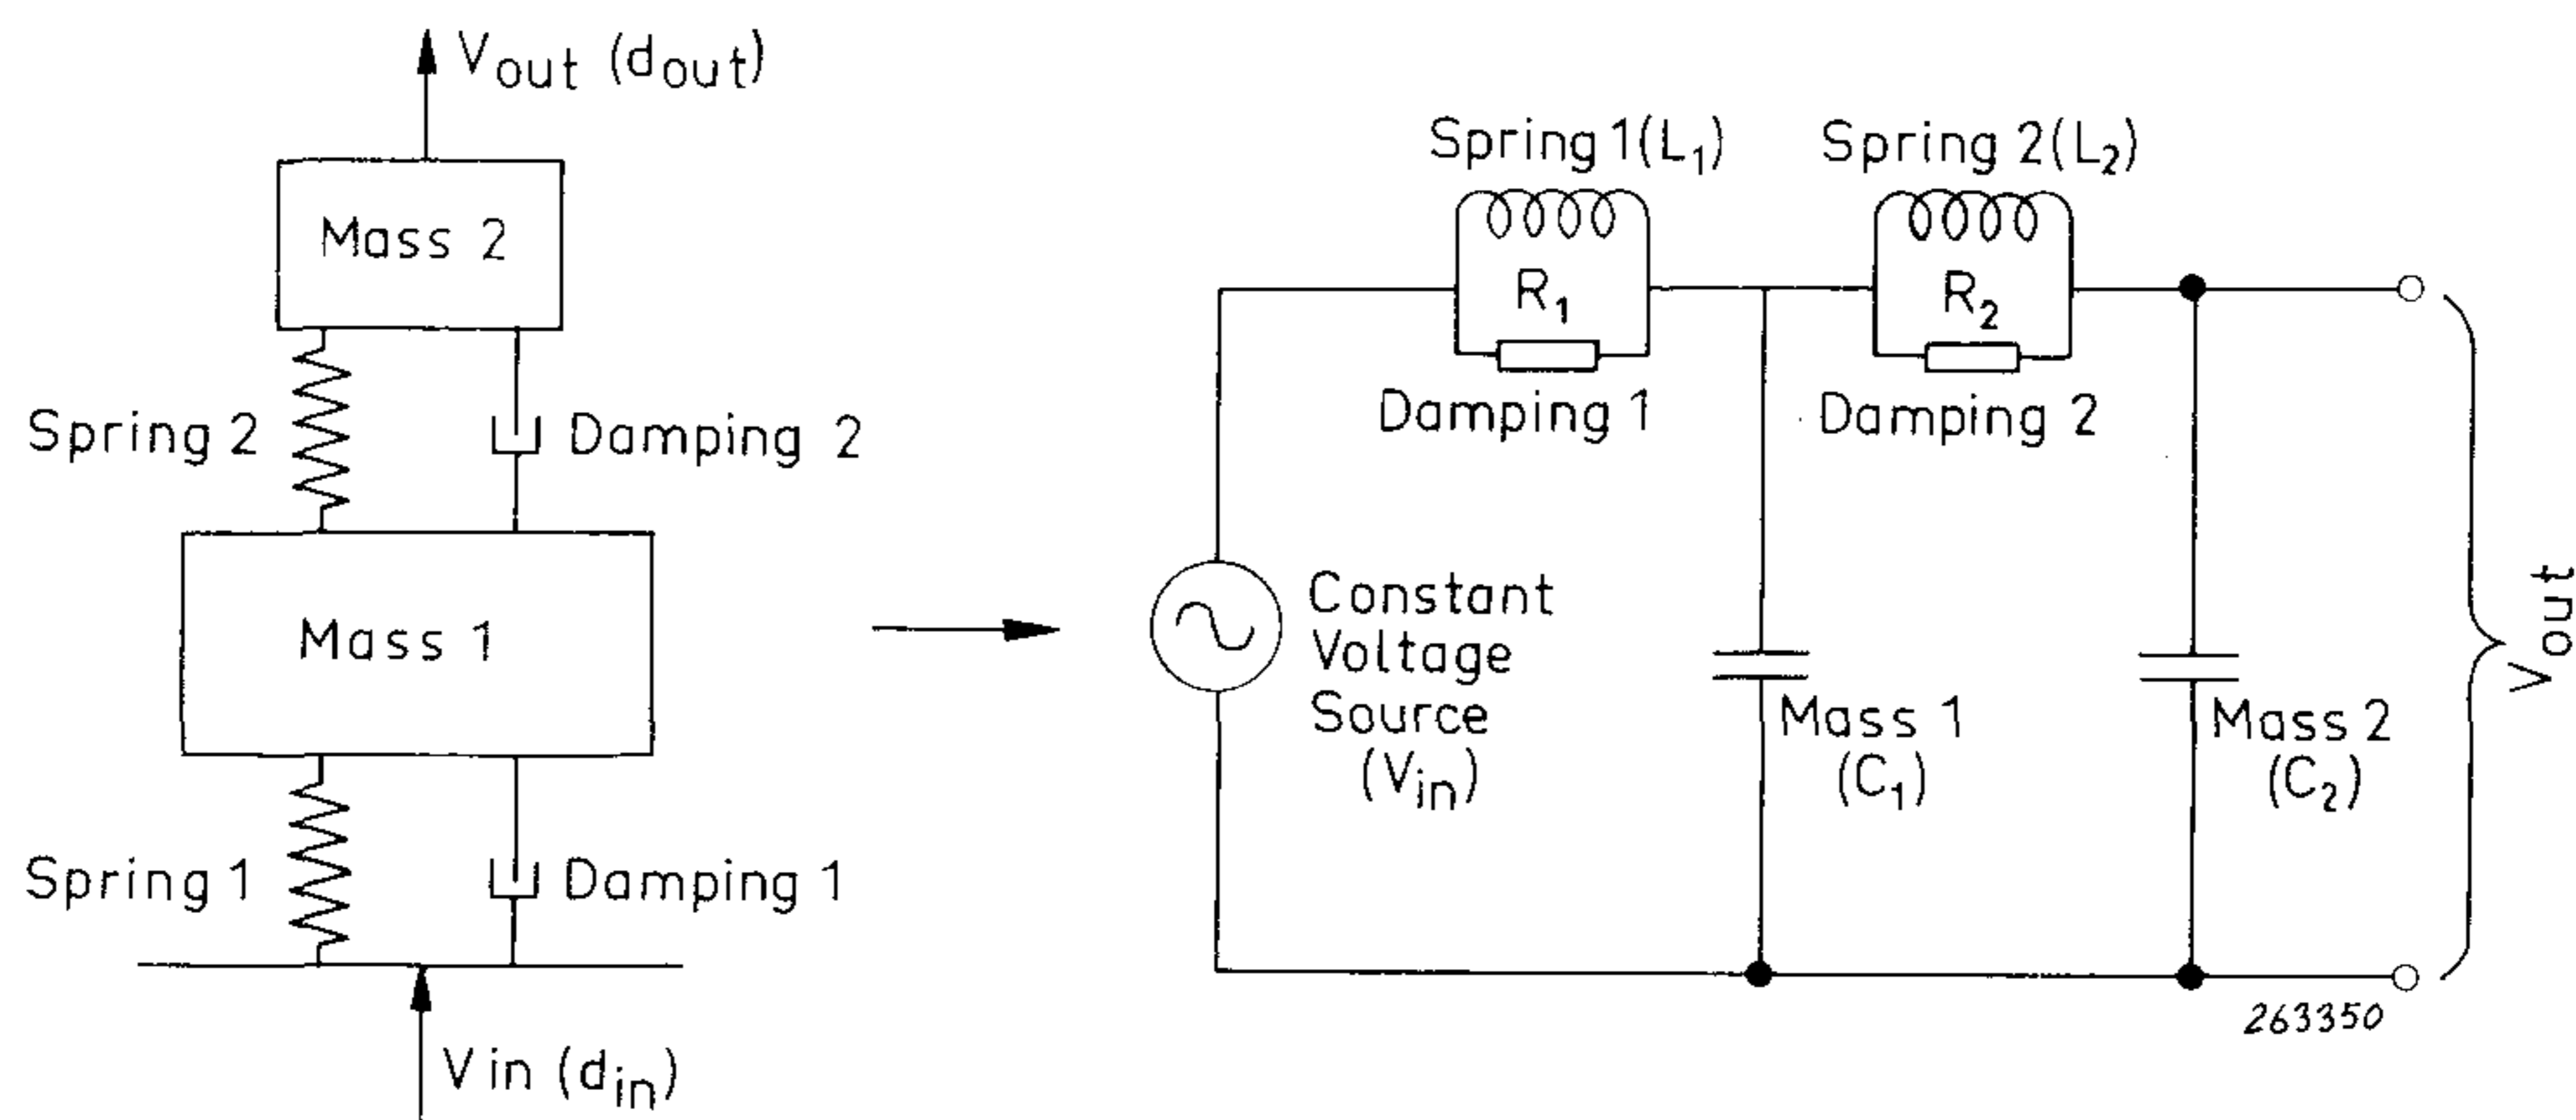 Vout (dout)
Mass 2
Spring 2
Damping 2
Mass 1
Spring 1
Damping 1
Vin (din)
Spring 1(L1)
Spring 2(L2)
R1
R2
Damping 1
Damping 2
Constant
Voltage
Source
(Vin)
Mass 1
(C1)
Mass 2
(C2)
Vout
263350